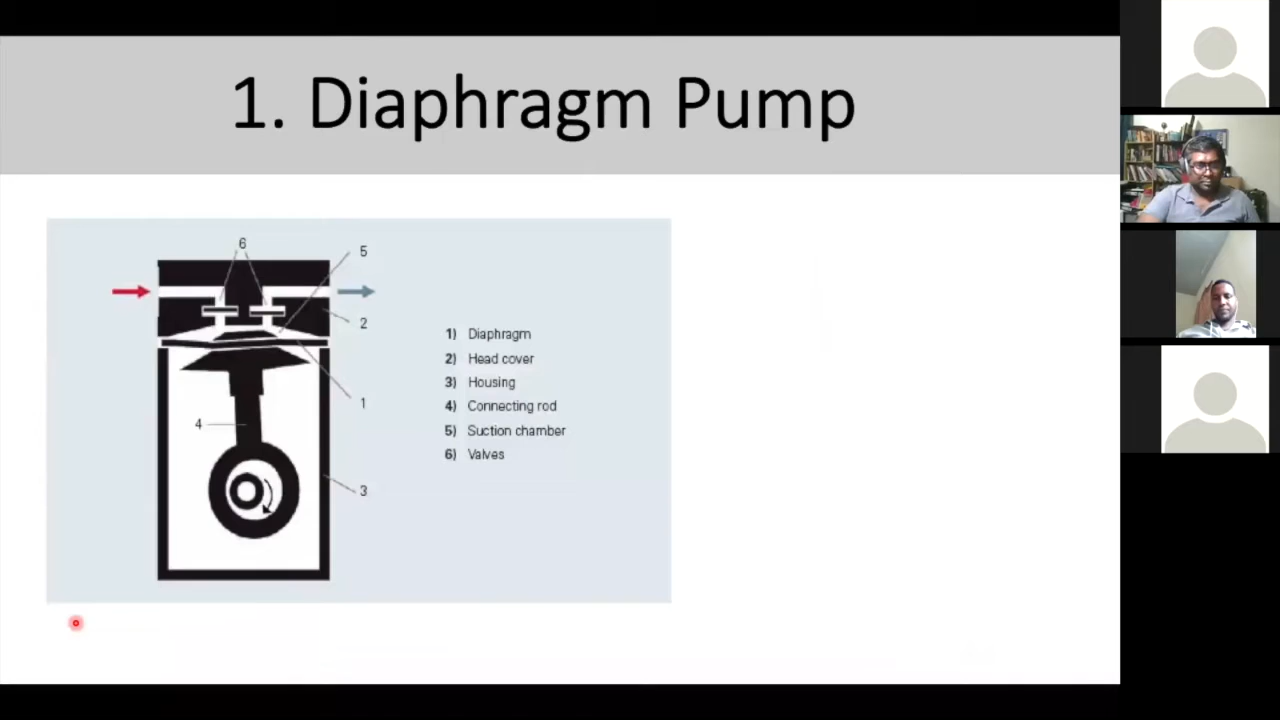 1. Diaphragm Pump
6
5
2
1
4
3
1) Diaphragm
2) Head cover
3) Housing
4) Connecting rod
5) Suction chamber
6) Valves